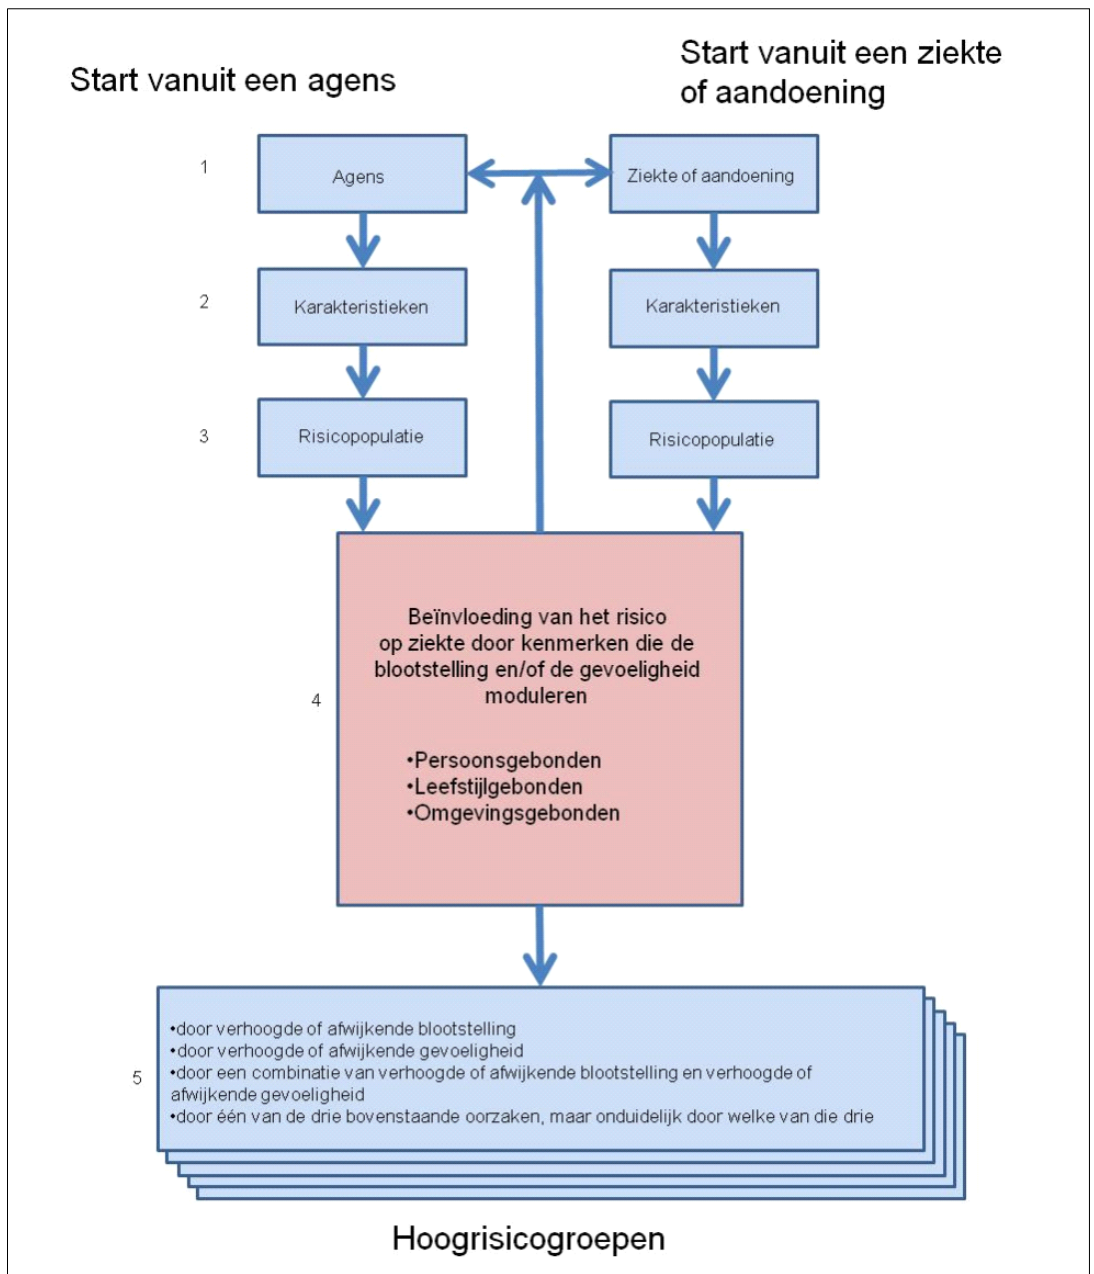 Start vanuit een agens
Start vanuit een ziekte
of aandoening
1
Agens
Ziekte of aandoening
2
Karakteristieken
Karakteristieken
3
Risicopopulatie
Risicopopulatie
4
Beïnvloeding van het risico
op ziekte door kenmerken die de
blootstelling en/of de gevoeligheid
moduleren
•Persoonsgebonden
•Leefstijlgebonden
•Omgevingsgebonden
5
•door verhoogde of afwijkende blootstelling
•door verhoogde of afwijkende gevoeligheid
•door een combinatie van verhoogde of afwijkende blootstelling en verhoogde of
afwijkende gevoeligheid
•door één van de drie bovenstaande oorzaken, maar onduidelijk door welke van die drie
Hoogrisicogroepen